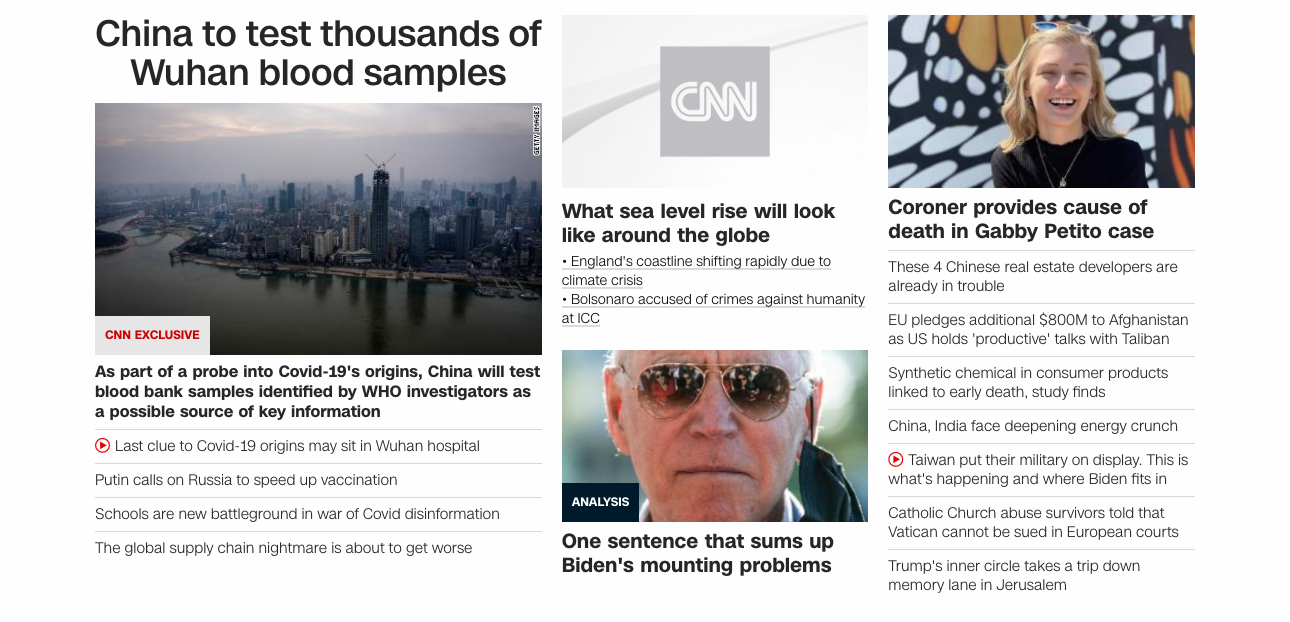 China to test thousands of
Wuhan blood samples
GETTY IMAGES
CNN EXCLUSIVE
As part of a probe into Covid-19's origins, China will test
blood bank samples identified by WHO investigators as
a possible source of key information
Last clue to Covid-19 origins may sit in Wuhan hospital
Putin calls on Russia to speed up vaccination
Schools are new battleground in war of Covid disinformation
The global supply chain nightmare is about to get worse
CNN
What sea level rise will look
like around the globe
• England's coastline shifting rapidly due to
climate crisis
• Bolsonaro accused of crimes against humanity
at ICC
ANALYSIS
One sentence that sums up
Biden's mounting problems
Coroner provides cause of
death in Gabby Petito case
These 4 Chinese real estate developers are
already in trouble
EU pledges additional $800M to Afghanistan
as US holds 'productive' talks with Taliban
Synthetic chemical in consumer products
linked to early death, study finds
China, India face deepening energy crunch
Taiwan put their military on display. This is
what's happening and where Biden fits in
Catholic Church abuse survivors told that
Vatican cannot be sued in European courts
Trump's inner circle takes a trip down
memory lane in Jerusalem